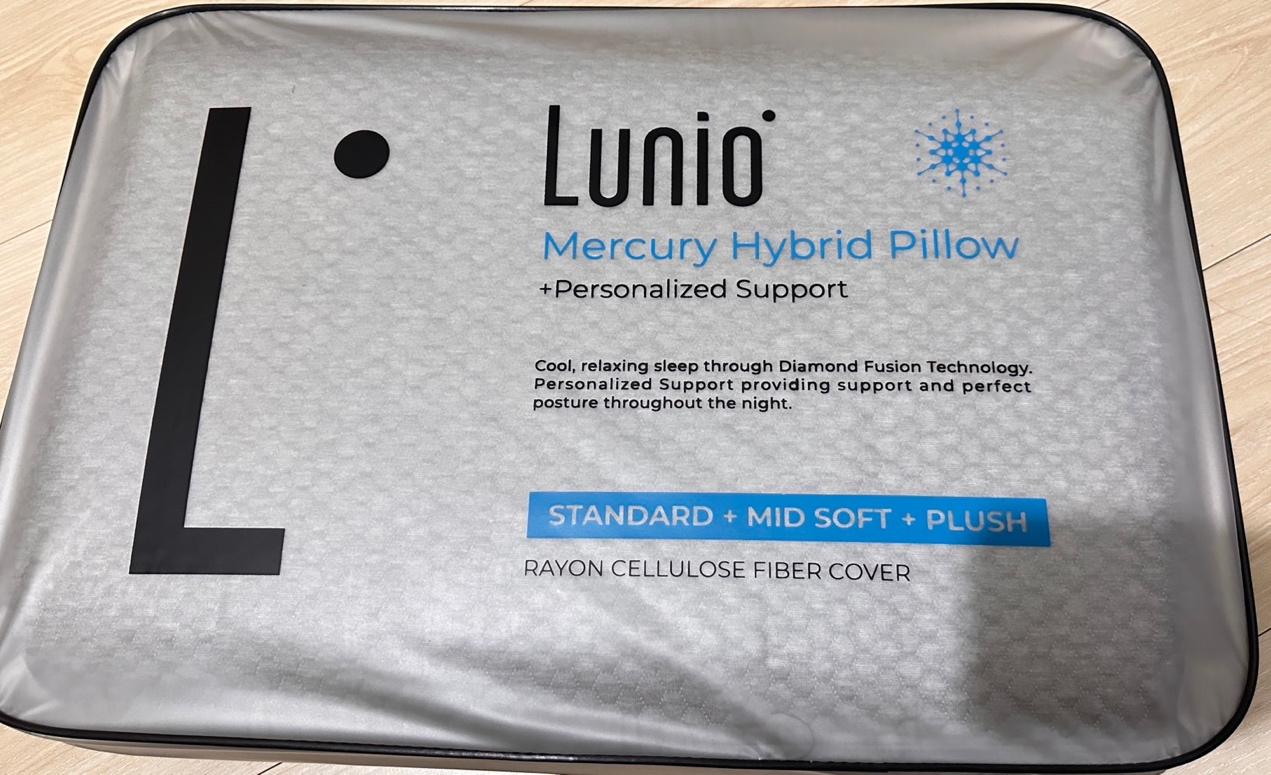 L•
Lunio
Mercury Hybrid Pillow
+Personalized Support
Cool, relaxing sleep through Diamond Fusion Technology.
Personalized Support providing support and perfect
posture throughout the night.
STANDARD + MID SOFT + PLUSH
RAYON CELLULOSE FIBER COVER